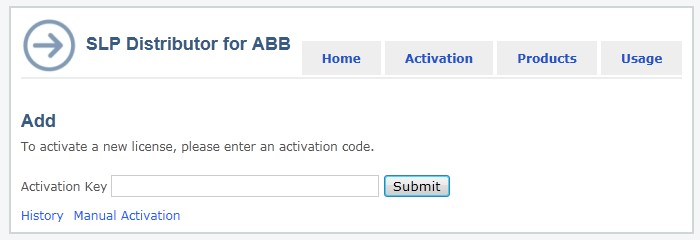 SLP Distributor for ABB
Home Activation Products Usage
Add
To activate a new license, please enter an activation code.
Activation Key Submit
History Manual Activation